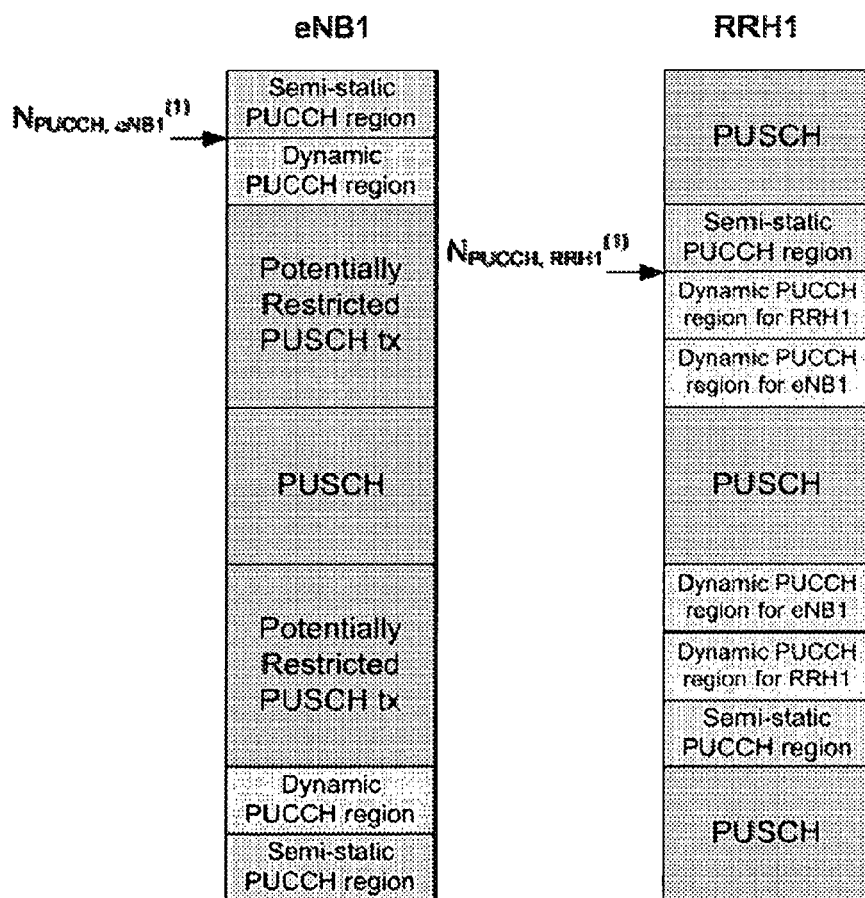 eNB1
Semi-static
PUCCH region
N_PUCCH, eNB1^(1)
Dynamic
PUCCH region
Potentially
Restricted
PUSCH tx
PUSCH
Potentially
Restricted
PUSCH tx
Dynamic
PUCCH region
Semi-static
PUCCH region
RRH1
PUSCH
Semi-static
PUCCH region
N_PUCCH, RRH1^(1)
Dynamic PUCCH
region for RRH1
Dynamic PUCCH
region for eNB1
PUSCH
Dynamic PUCCH
region for eNB1
Dynamic PUCCH
region for RRH1
Semi-static
PUCCH region
PUSCH